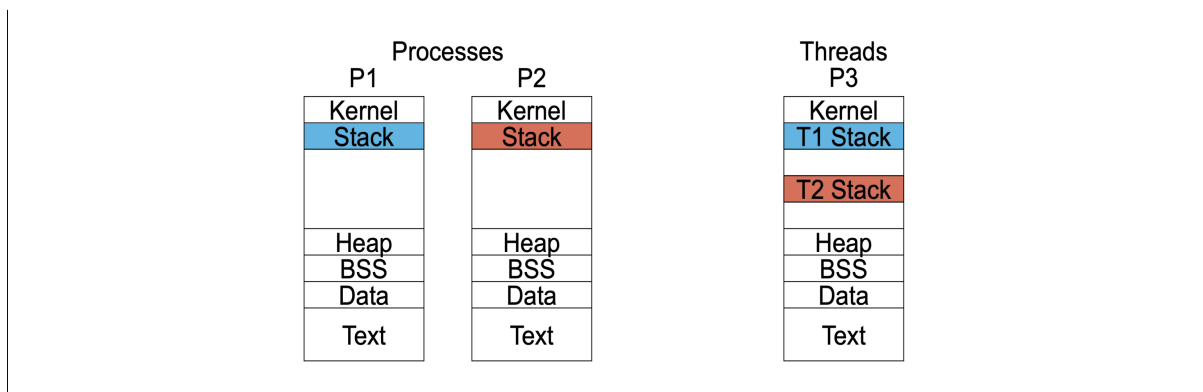 Processes
Threads
P1
P2
P3
Kernel
Kernel
Kernel
Stack
Stack
T1 Stack
T2 Stack
Heap
Heap
Heap
BSS
BSS
BSS
Data
Data
Data
Text
Text
Text